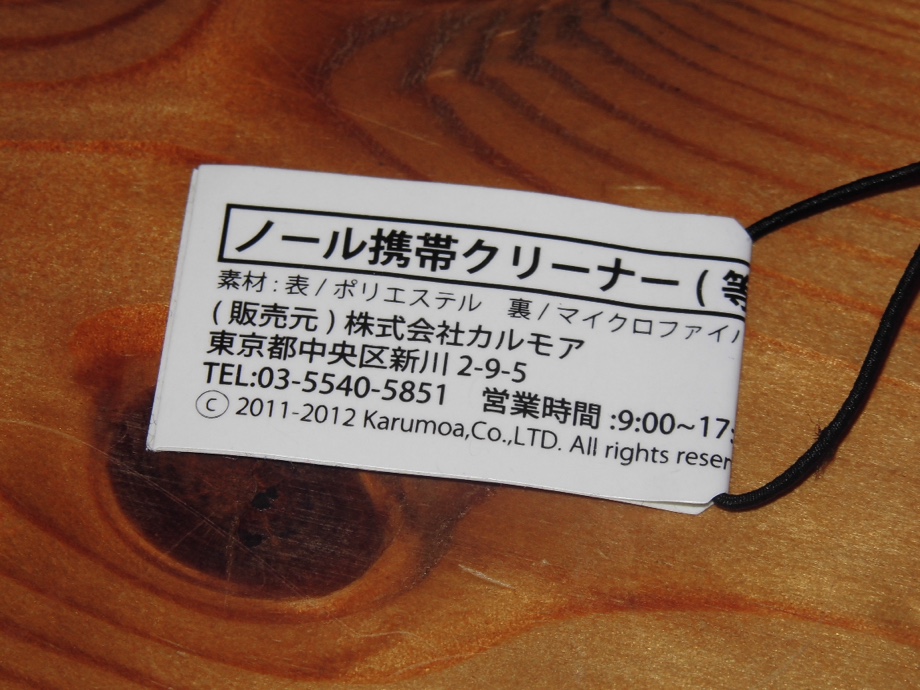 ノール携帯クリーナー ( 等
素材 : 表 / ポリエステル 裏 / マイクロファイ
( 販売元 ) 株式会社カルモア
東京都中央区新川 2-9-5
TEL:03-5540-5851 営業時間 :9:00~17:
© 2011-2012 Karumoa,Co.,LTD. All rights reser